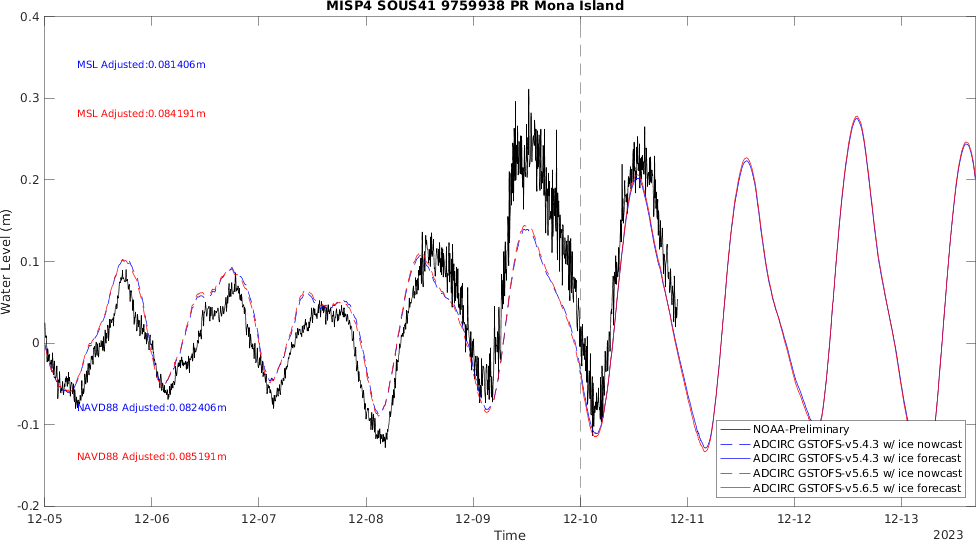 MISP4 SOUS41 9759938 PR Mona Island
0.4
MSL Adjusted:0.081406m
0.3
MSL Adjusted:0.084191m
0.2
0.1
Water Level (m)
0
NAVD88 Adjusted:0.082406m
-0.1
NOAA-Preliminary
ADCIRC GSTOFS-v5.4.3 w/ ice nowcast
NAVD88 Adjusted:0.085191m
ADCIRC GSTOFS-v5.4.3 w/ ice forecast
ADCIRC GSTOFS-v5.6.5 w/ ice nowcast
ADCIRC GSTOFS-v5.6.5 w/ ice forecast
-0.2
12-05 12-06 12-07 12-08 12-09 12-10 12-11 12-12 12-13
Time
2023